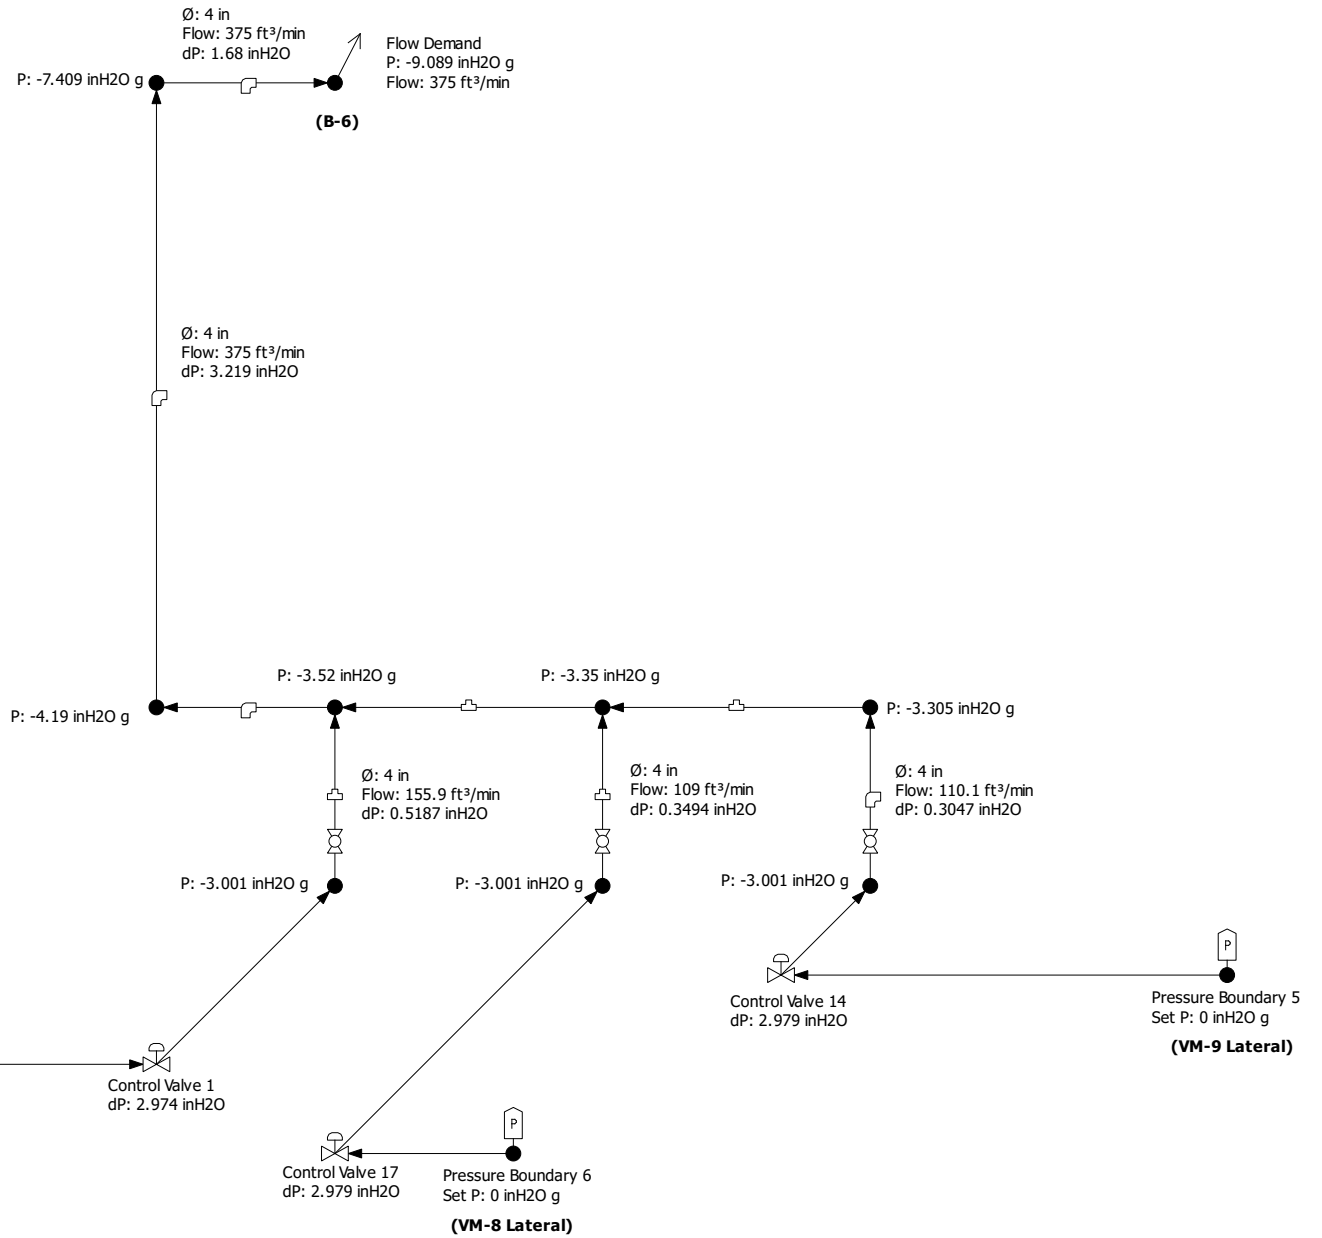 Ø: 4 in
Flow: 375 ft³/min
dP: 1.68 inH2O
Flow Demand
P: -9.089 inH2O g
Flow: 375 ft³/min
P: -7.409 inH2O g
(B-6)
Ø: 4 in
Flow: 375 ft³/min
dP: 3.219 inH2O
P: -3.52 inH2O g
P: -3.35 inH2O g
P: -4.19 inH2O g
P: -3.305 inH2O g
Ø: 4 in
Flow: 155.9 ft³/min
dP: 0.5187 inH2O
Ø: 4 in
Flow: 109 ft³/min
dP: 0.3494 inH2O
Ø: 4 in
Flow: 110.1 ft³/min
dP: 0.3047 inH2O
P: -3.001 inH2O g
P: -3.001 inH2O g
P: -3.001 inH2O g
P
Control Valve 14
dP: 2.979 inH2O
Pressure Boundary 5
Set P: 0 inH2O g
(VM-9 Lateral)
Control Valve 1
dP: 2.974 inH2O
P
Control Valve 17
dP: 2.979 inH2O
Pressure Boundary 6
Set P: 0 inH2O g
(VM-8 Lateral)